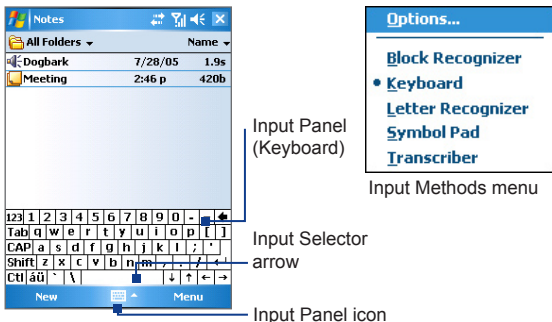 Notes
All Folders
Name
Dogbark 7/28/05 1.9s
Meeting 2:46 p 420b
123 1 2 3 4 5 6 7 8 9 0 -
Tab q w e r t y u i o p [ ]
CAP a s d f g h k l ; '
Shift z x c v b n m , . /
Ctl áü ` \ ↓ ↑ ← →
New
Menu
Input Panel
(Keyboard)
Input Selector
arrow
Input Panel icon
Options...
Block Recognizer
Keyboard
Letter Recognizer
Symbol Pad
Transcriber
Input Methods menu